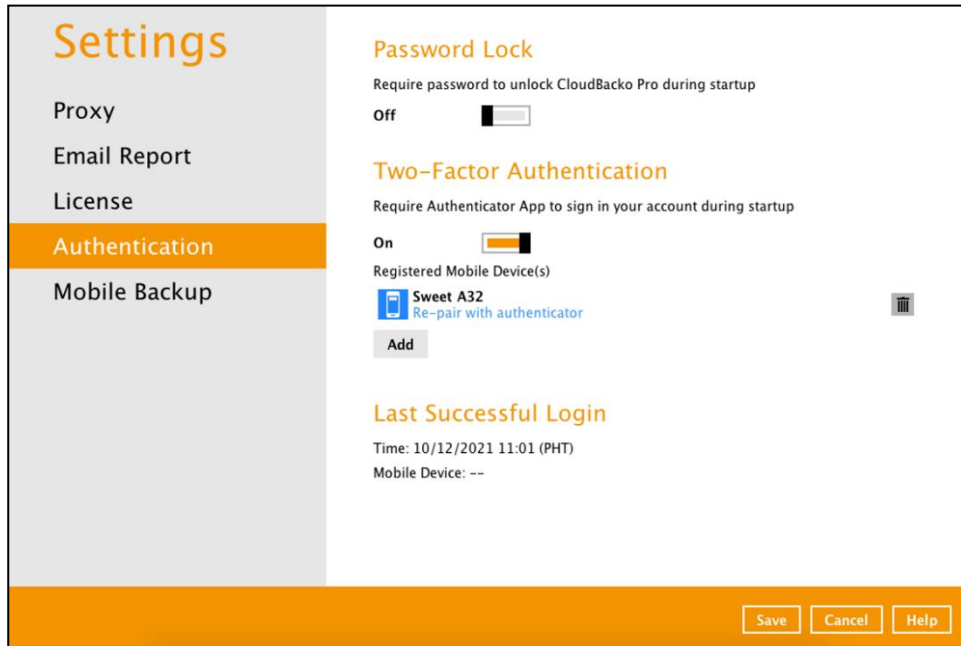 Settings
Proxy
Email Report
License
Authentication
Mobile Backup
Password Lock
Require password to unlock CloudBacko Pro during startup
Off
Two-Factor Authentication
Require Authenticator App to sign in your account during startup
On
Registered Mobile Device(s)
Sweet A32
Re-pair with authenticator
Add
Last Successful Login
Time: 10/12/2021 11:01 (PHT)
Mobile Device: --
Save Cancel Help